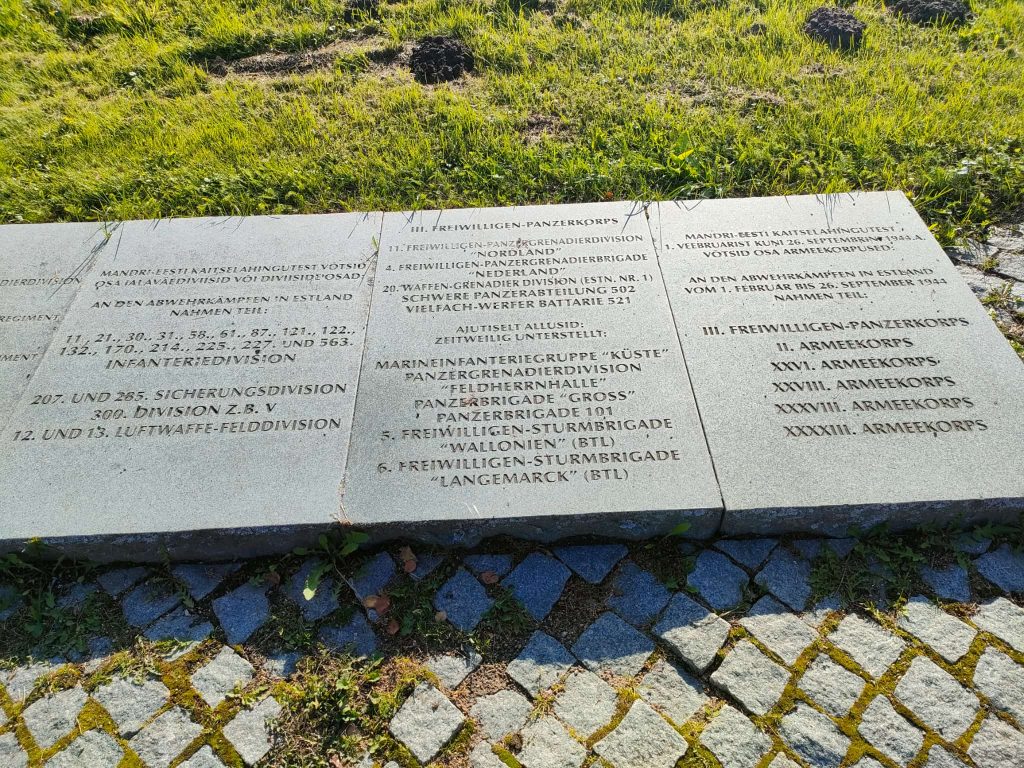 DIVISION
REGIMENT
MENT
MANDRI-EESTI KAITSELAHINGUTEST VÕTSID
OSA JALAVÄEDIVIISID VÕI DIVIISIDE OSAD:
AN DEN ABWEHRKÄMPFEN IN ESTLAND
NAHMEN TEIL:
11., 21., 30., 31., 58., 61., 87., 121., 122.,
132., 170., 214., 225., 227. UND 563.
INFANTERIEDIVISION
207. UND 285. SICHERUNGSDIVISION
300. DIVISION Z.B. V
12. UND 13. LUFTWAFFE-FELDDIVISION
III. FREIWILLIGEN-PANZERKORPS
11. FREIWILLIGEN-PANZERGRENADIERDIVISION
"NORDLAND"
4. FREIWILLIGEN-PANZERGRENADIERBRIGADE
"NEDERLAND"
20. WAFFEN-GRENADIER DIVISION (ESTN. NR. 1)
SCHWERE PANZERABTEILUNG 502
VIELFACH-WERFER BATTARIE 521
AJUTISELT ALLUSID:
ZEITWEILIG UNTERSTELLT:
MARINEINFANTERIEGRUPPE "KÜSTE"
PANZERGRENADIERDIVISION
"FELDHERRNHALLE"
PANZERBRIGADE "GROSS"
PANZERBRIGADE 101
5. FREIWILLIGEN-STURMBRIGADE
"WALLONIEN" (BTL)
6. FREIWILLIGEN-STURMBRIGADE
"LANGEMARCK" (BTL)
MANDRI-EESTI KAITSELAHINGUTEST,
1. VEEBRUARIST KUNI 26. SEPTEMBRINI 1944.A.
VÕTSID OSA ARMEEKORPUSED:
AN DEN ABWEHRKÄMPFEN IN ESTLAND
VOM 1. FEBRUAR BIS 26. SEPTEMBER 1944
NAHMEN TEIL:
III. FREIWILLIGEN-PANZERKORPS
II. ARMEEKORPS
XXVI. ARMEEKORPS
XXVIII. ARMEEKORPS
XXXVIII. ARMEEKORPS
XXXXIII. ARMEEKORPS